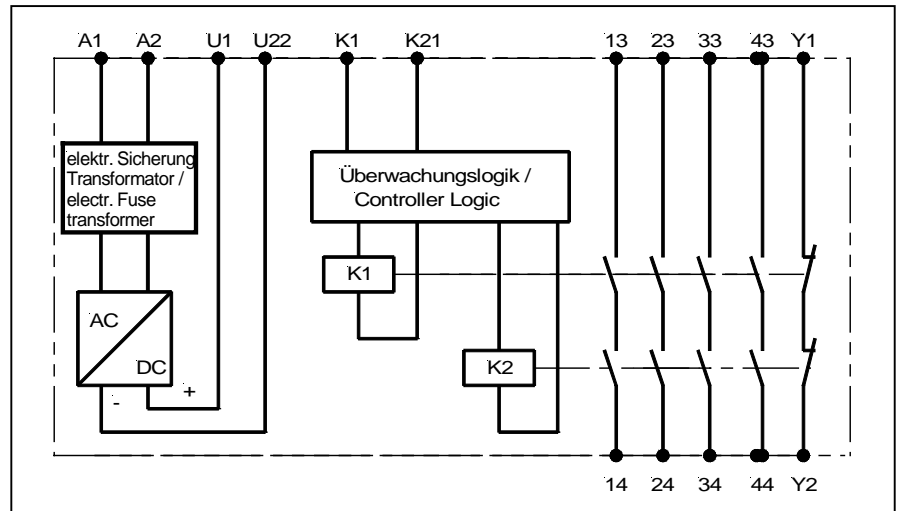 A1 A2 U1 U22 K1 K21 13 23 33 43 Y1
elektr. Sicherung
Transformator /
electr. Fuse
transformer
Überwachungslogik /
Controller Logic
K1
AC
DC
K2
- +
14 24 34 44 Y2